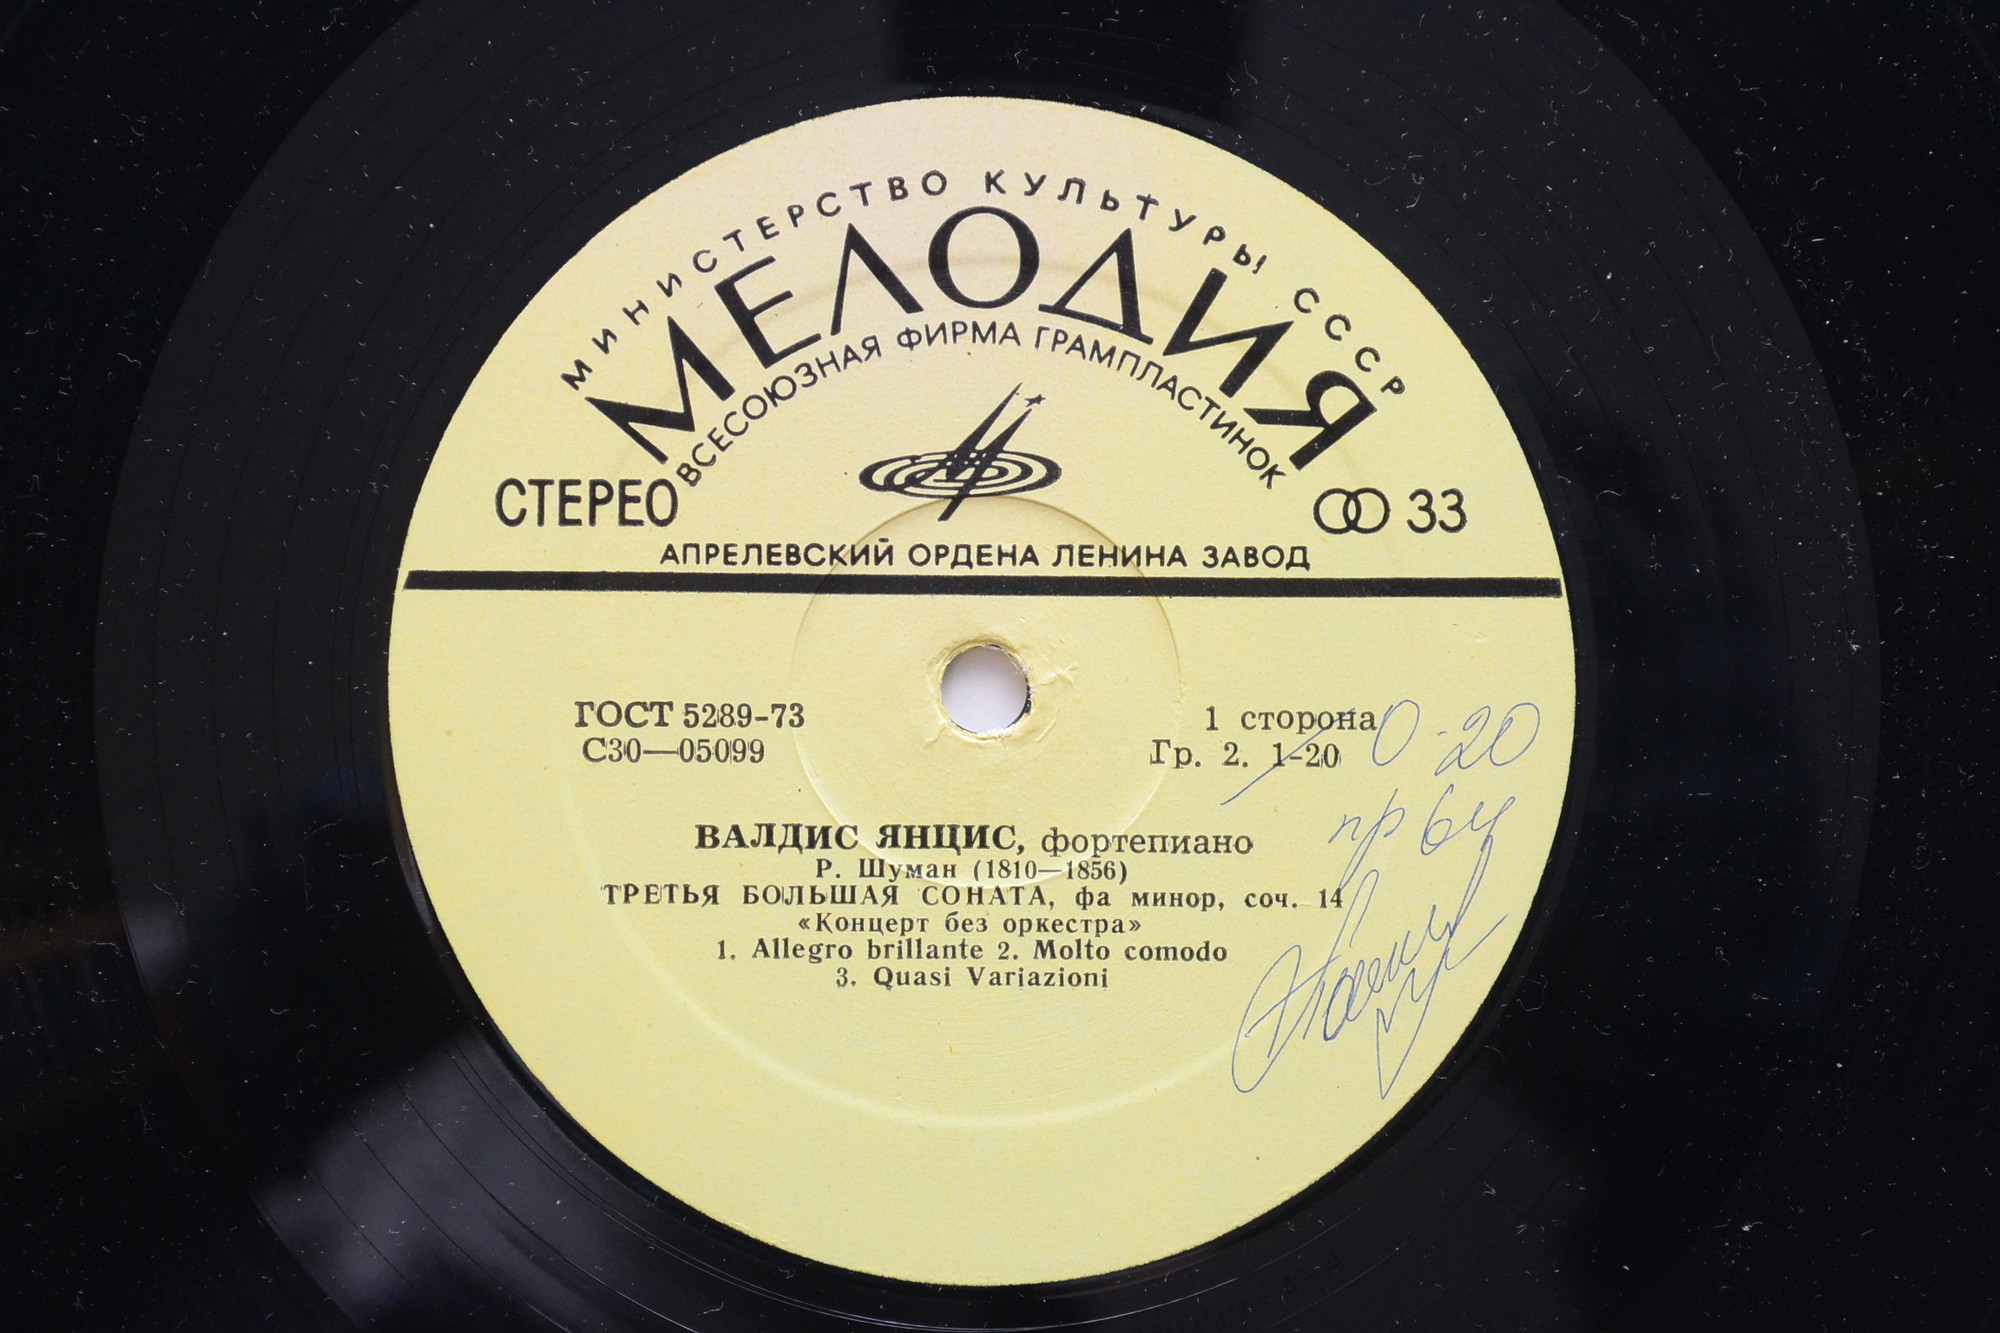 МИНИСТЕРСТВО КУЛЬТУРЫ СССР
МЕЛОДИЯ
ВСЕСОЮЗНАЯ ФИРМА ГРАМПЛАСТИНОК
СТЕРЕО
33
АПРЕЛЕВСКИЙ ОРДЕНА ЛЕНИНА ЗАВОД
ГОСТ 5289-73
С30—05099
1 сторона
Гр. 2. 1-20 0-20
пр
ВАЛДИС ЯНЦИС, фортепиано
Р. Шуман (1810—1856)
ТРЕТЬЯ БОЛЬШАЯ СОНАТА, фа минор, соч. 14
«Концерт без оркестра»
1. Allegro brillante 2. Molto comodo
3. Quasi Variazioni